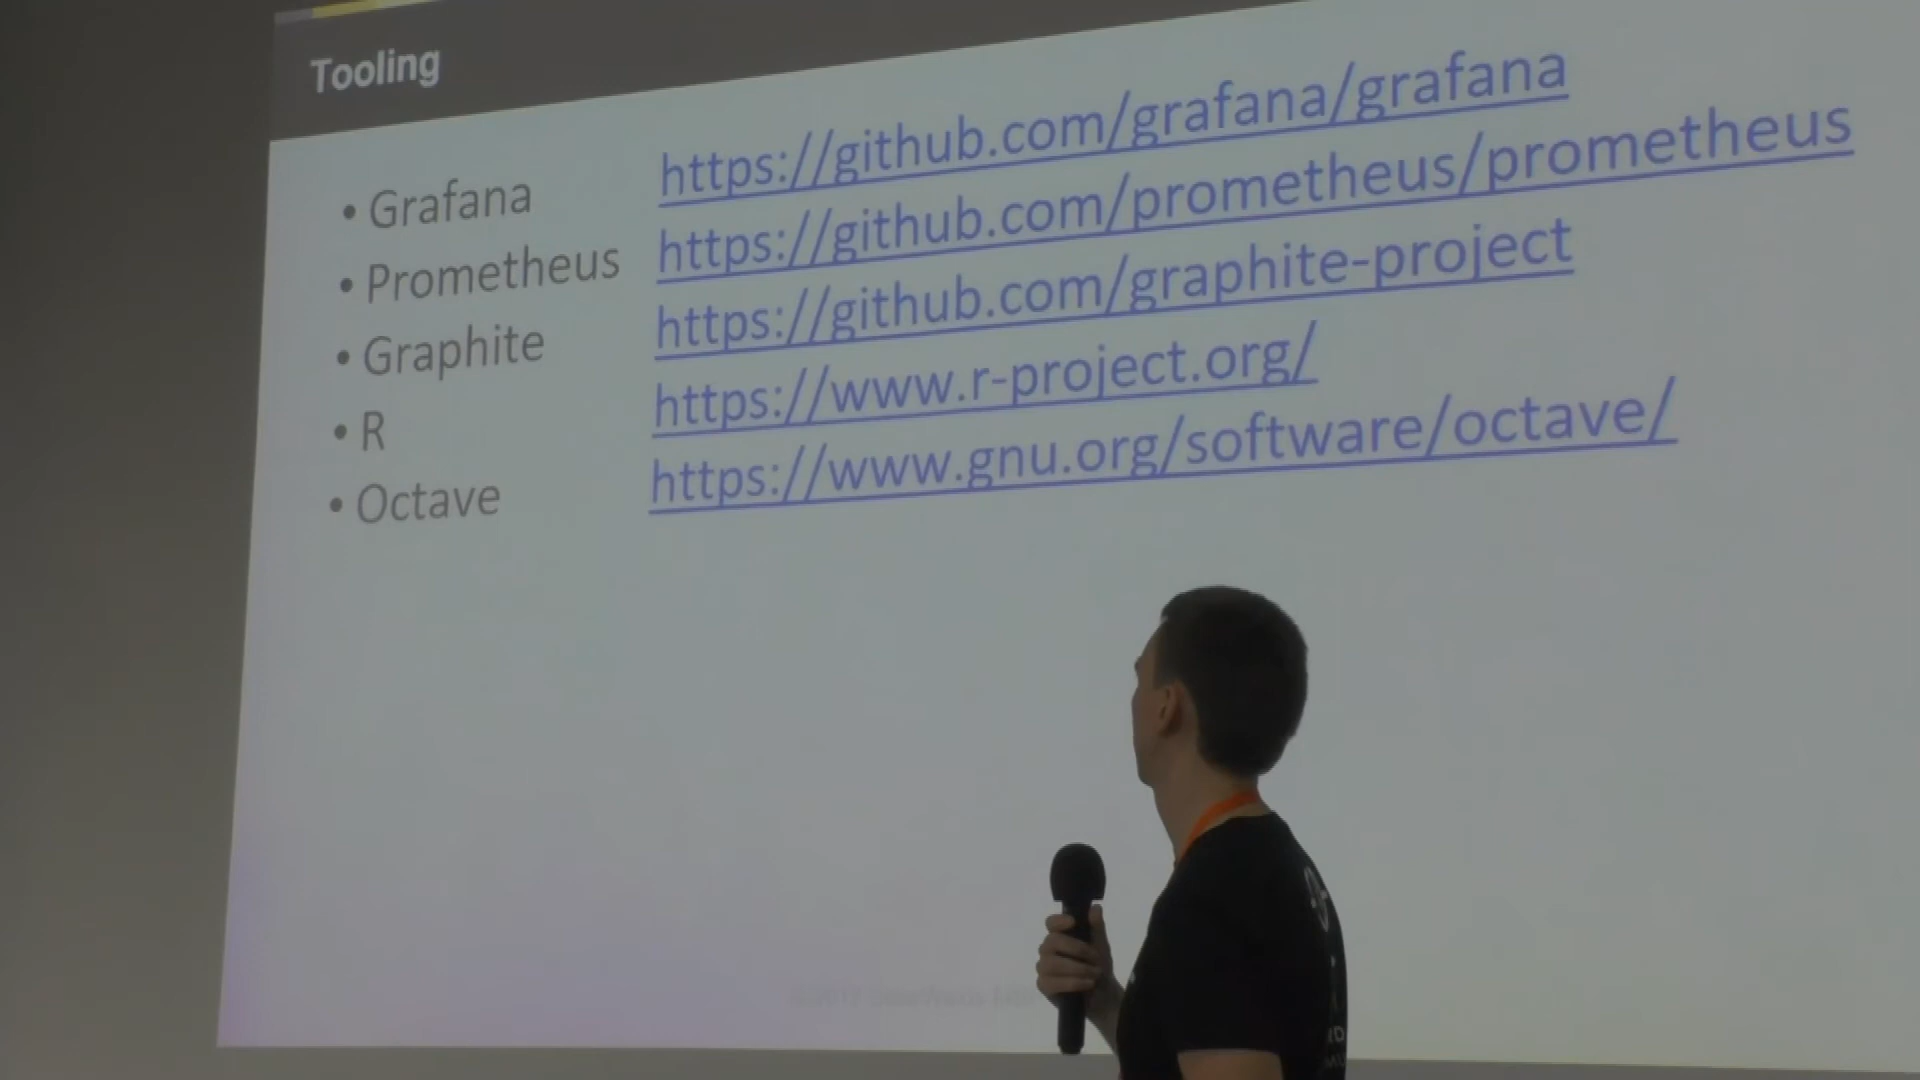 Tooling
• Grafana https://github.com/grafana/grafana
• Prometheus https://github.com/prometheus/prometheus
• Graphite https://github.com/graphite-project
• R https://www.r-project.org/
• Octave https://www.gnu.org/software/octave/